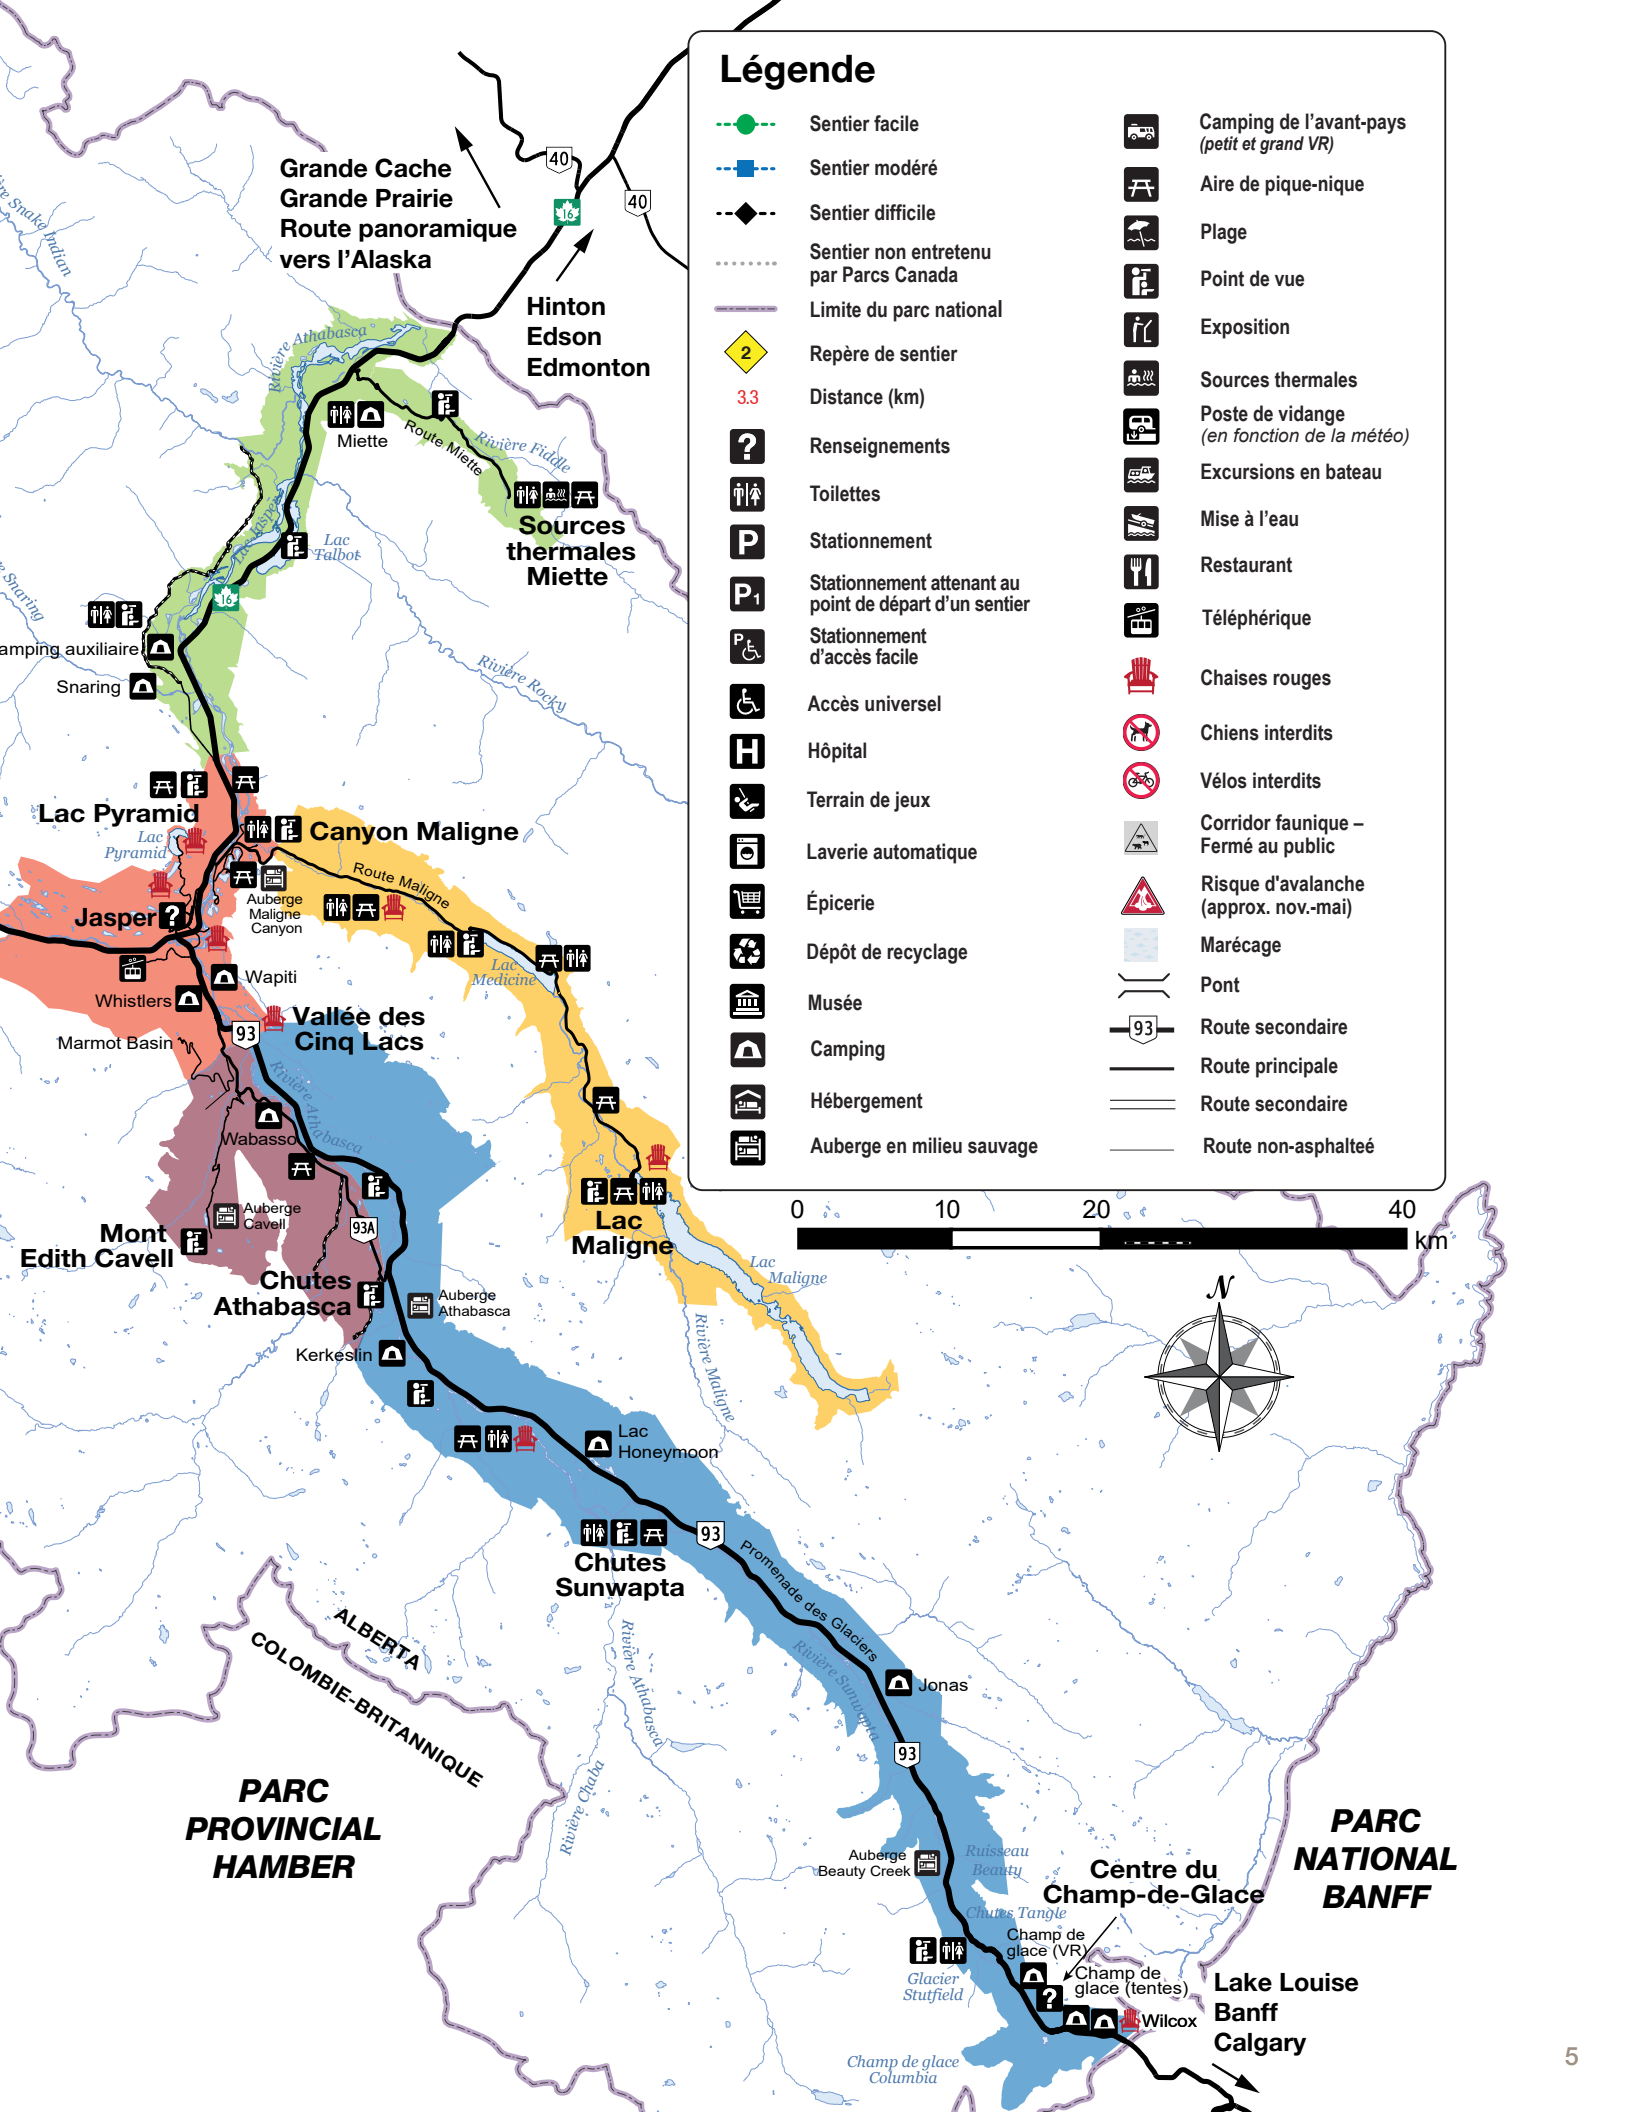 Légende
Sentier facile
Sentier modéré
Sentier difficile
Sentier non entretenu
par Parcs Canada
Limite du parc national
2
Repère de sentier
3.3
Distance (km)
?
Renseignements
Toilettes
P
Stationnement
P1
Stationnement attenant au
point de départ d'un sentier
P
Stationnement
d'accès facile
Accès universel
H
Hôpital
Terrain de jeux
Laverie automatique
Épicerie
Dépôt de recyclage
Musée
Camping
Hébergement
Auberge en milieu sauvage
Camping de l'avant-pays
(petit et grand VR)
Aire de pique-nique
Plage
Point de vue
Exposition
Sources thermales
Poste de vidange
(en fonction de la météo)
Excursions en bateau
Mise à l'eau
Restaurant
Téléphérique
Chaises rouges
Chiens interdits
Vélos interdits
Corridor faunique –
Fermé au public
Risque d'avalanche
(approx. nov.-mai)
Marécage
Pont
93
Route secondaire
Route principale
Route secondaire
Route non-asphalteé
0 10 20 40
km
N
Grande Cache
Grande Prairie
Route panoramique
vers l'Alaska
40
40
16
Hinton
Edson
Edmonton
Snake Indian
Rivière Athabasca
Miette
Route Miette
Rivière Fiddle
Sources
thermales
Miette
Lac Jasper
Lac
Talbot
16
Snaring
amping auxiliaire
Snaring
Rivière Rocky
Lac Pyramid
Lac
Pyramid
Canyon Maligne
Route Maligne
Auberge
Maligne
Canyon
Jasper
?
Lac
Medicine
Wapiti
Whistlers
Vallée des
Cinq Lacs
93
Marmot Basin
Rivière Athabasca
Wabasso
Auberge
Cavell
93A
Mont
Edith Cavell
Lac
Maligne
Lac
Maligne
Chutes
Athabasca
Auberge
Athabasca
Rivière Maligne
Kerkeslin
Lac
Honeymoon
Chutes
Sunwapta
93
Promenade des Glaciers
Rivière Sunwapta
ALBERTA
COLOMBIE-BRITANNIQUE
Rivière Athabasca
Jonas
93
Rivière Chaba
PARC
PROVINCIAL
HAMBER
PARC
NATIONAL
BANFF
Auberge
Beauty Creek
Ruisseau
Beauty
Centre du
Champ-de-Glace
Chutes Tangle
Champ de
glace (VR)
Champ de
glace (tentes)
?
Glacier
Stutfield
Wilcox
Lake Louise
Banff
Calgary
Champ de glace
Columbia
5